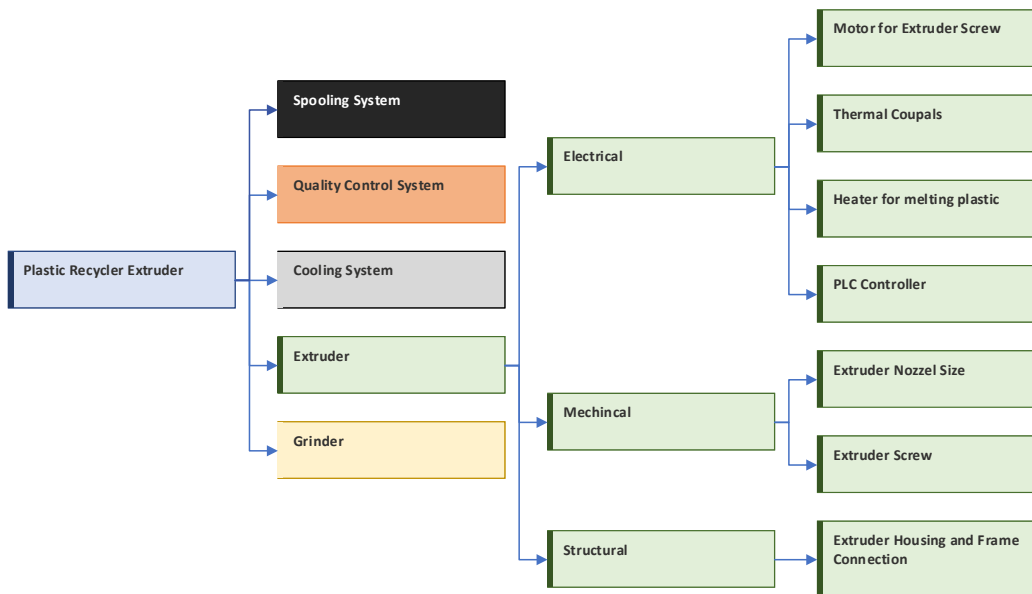 Plastic Recycler Extruder
Spooling System
Quality Control System
Cooling System
Extruder
Grinder
Electrical
Mechincal
Structural
Motor for Extruder Screw
Thermal Coupals
Heater for melting plastic
PLC Controller
Extruder Nozzel Size
Extruder Screw
Extruder Housing and Frame
Connection